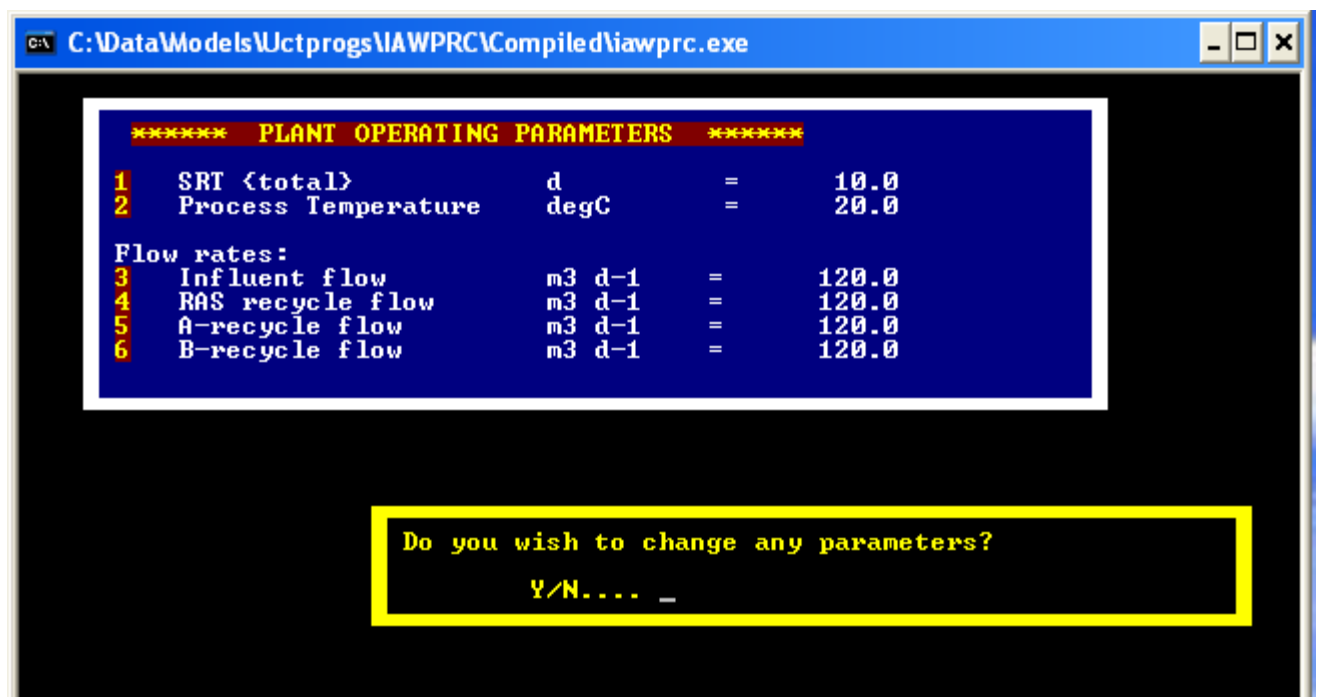 C:\Data\Models\Uctprogs\IAWPRC\Compiled\iawprc.exe
****** PLANT OPERATING PARAMETERS ******
1 SRT {total} d = 10.0
2 Process Temperature degC = 20.0
Flow rates:
3 Influent flow m3 d-1 = 120.0
4 RAS recycle flow m3 d-1 = 120.0
5 A-recycle flow m3 d-1 = 120.0
6 B-recycle flow m3 d-1 = 120.0
Do you wish to change any parameters?
Y/N.... _